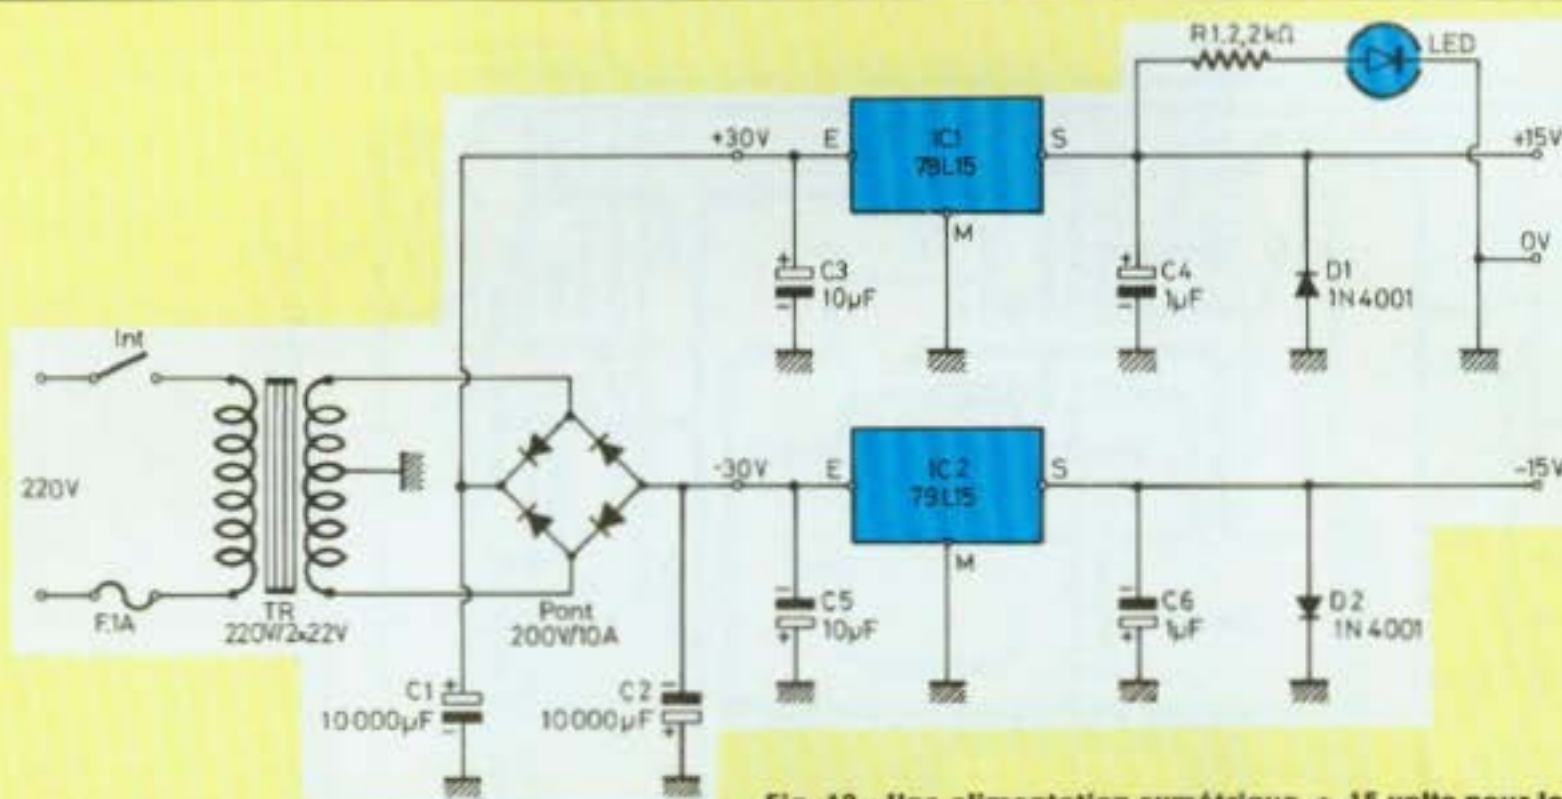 R1.2,2kΩ
LED
+30V
E
IC1
78L15
S
+15V
M
0V
C3
10µF
+
-
C4
1µF
+
-
D1
1N4001
Int
220V
F.1A
TR
220V/2x22V
Pont
200V/10A
-30V
E
IC2
79L15
S
-15V
M
C5
10µF
-
+
C6
1µF
-
+
D2
1N4001
C1
10000µF
+
-
C2
10000µF
-
+